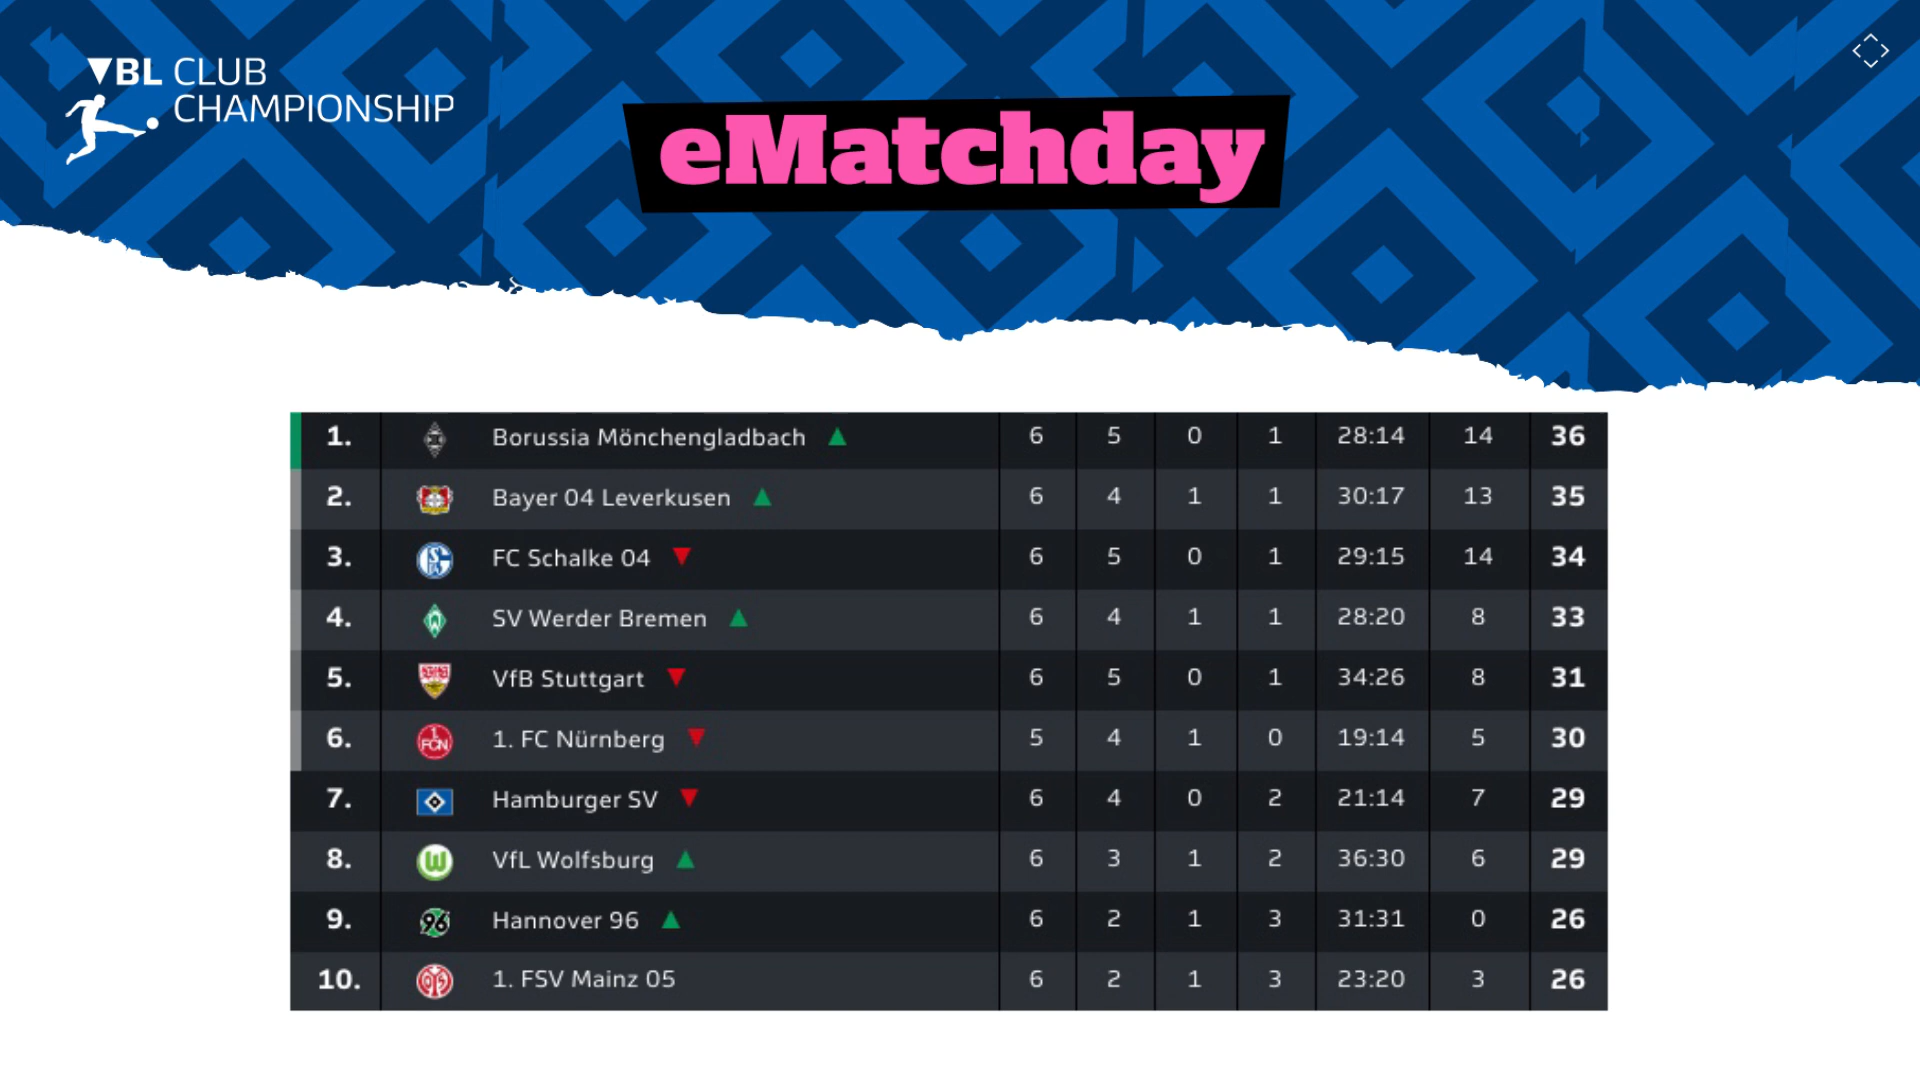 VBL CLUB
CHAMPIONSHIP
eMatchday
1. Borussia Mönchengladbach 6 5 0 1 28:14 14 36
2. Bayer 04 Leverkusen 6 4 1 1 30:17 13 35
3. FC Schalke 04 6 5 0 1 29:15 14 34
4. SV Werder Bremen 6 4 1 1 28:20 8 33
5. VfB Stuttgart 6 5 0 1 34:26 8 31
6. 1. FC Nürnberg 5 4 1 0 19:14 5 30
7. Hamburger SV 6 4 0 2 21:14 7 29
8. VfL Wolfsburg 6 3 1 2 36:30 6 29
9. 96 Hannover 96 6 2 1 3 31:31 0 26
10. 1. FSV Mainz 05 6 2 1 3 23:20 3 26